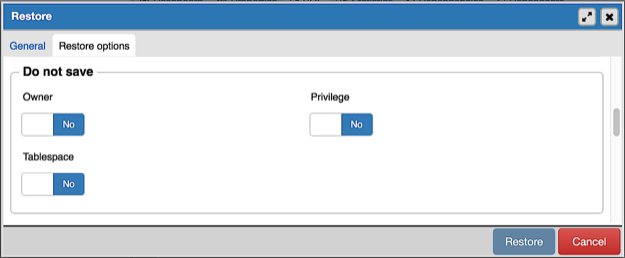 Restore
General Restore options
Do not save
Owner Privilege
No No
Tablespace
No
Restore Cancel